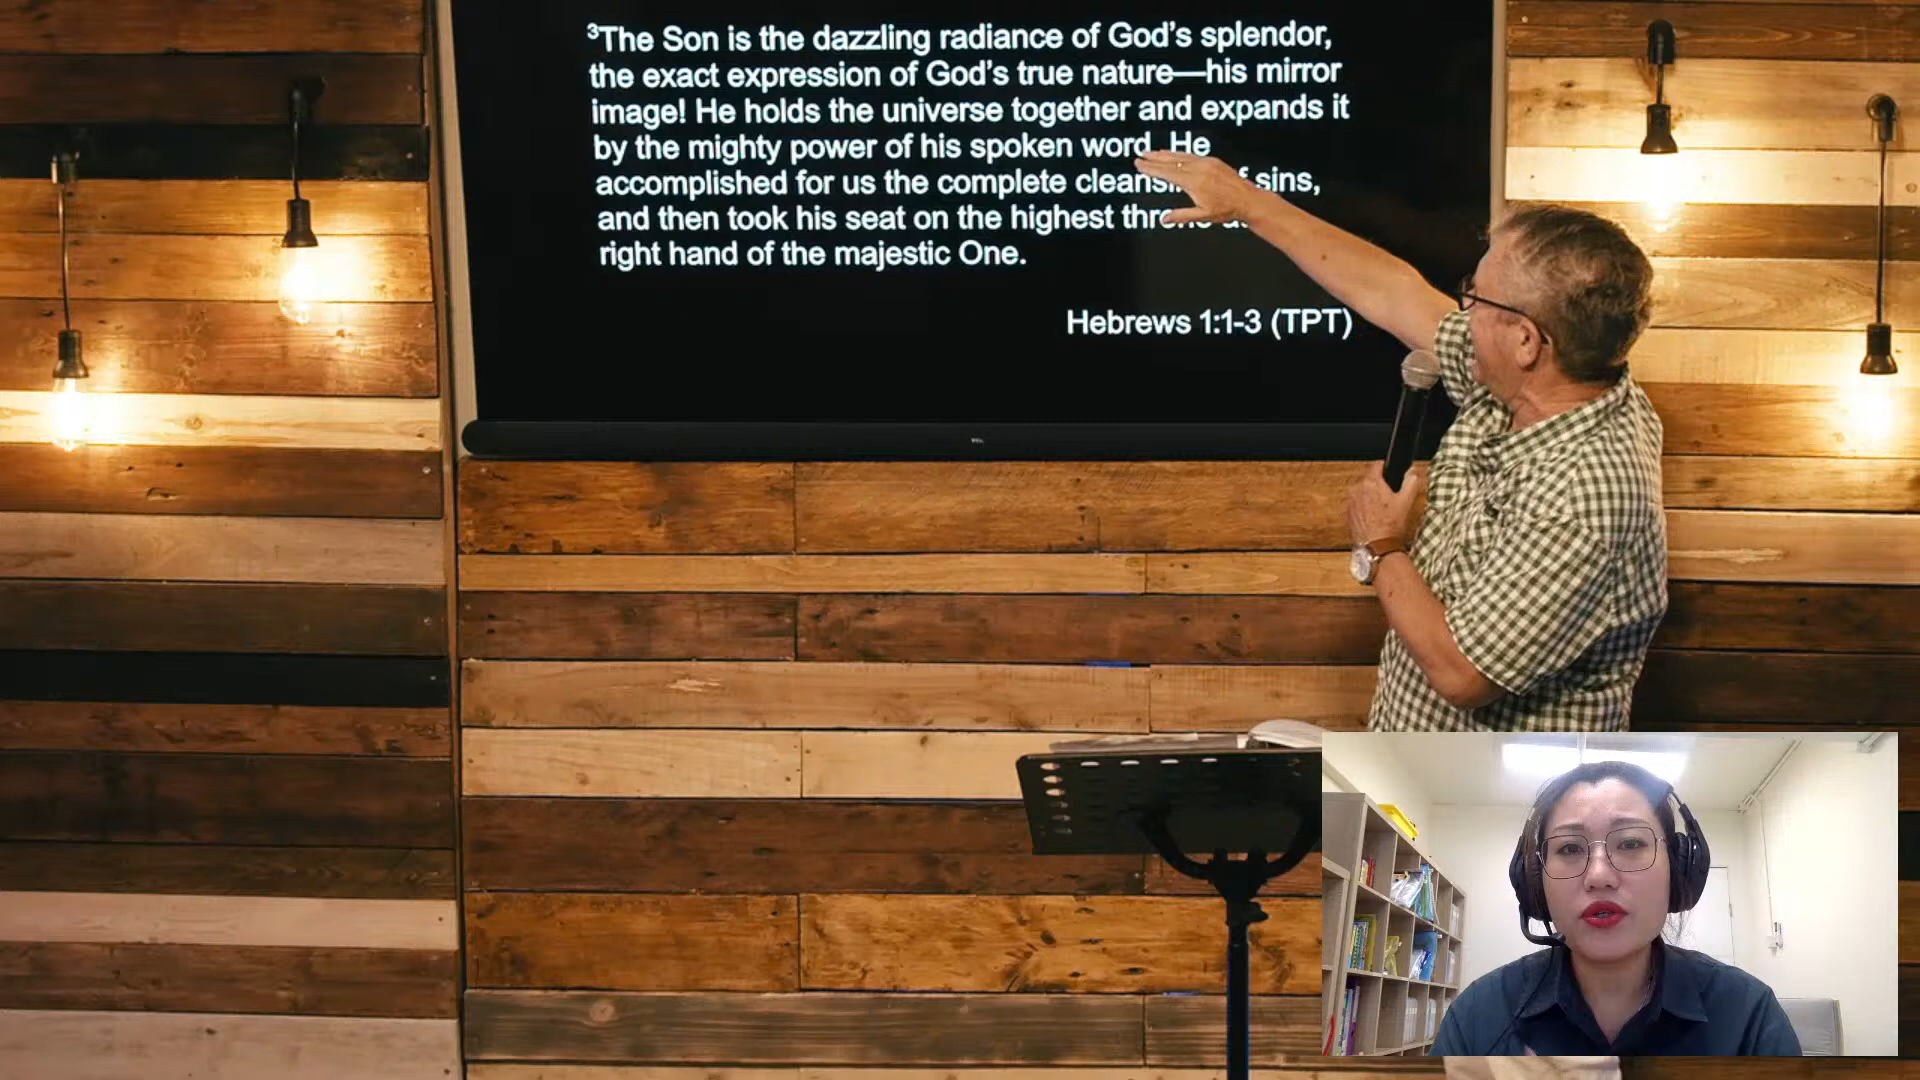 ³The Son is the dazzling radiance of God's splendor,
the exact expression of God's true nature—his mirror
image! He holds the universe together and expands it
by the mighty power of his spoken word. He
accomplished for us the complete sins,
and then took his seat on the highest
right hand of the majestic One.
Hebrews 1:1-3 (TPT)
TCL